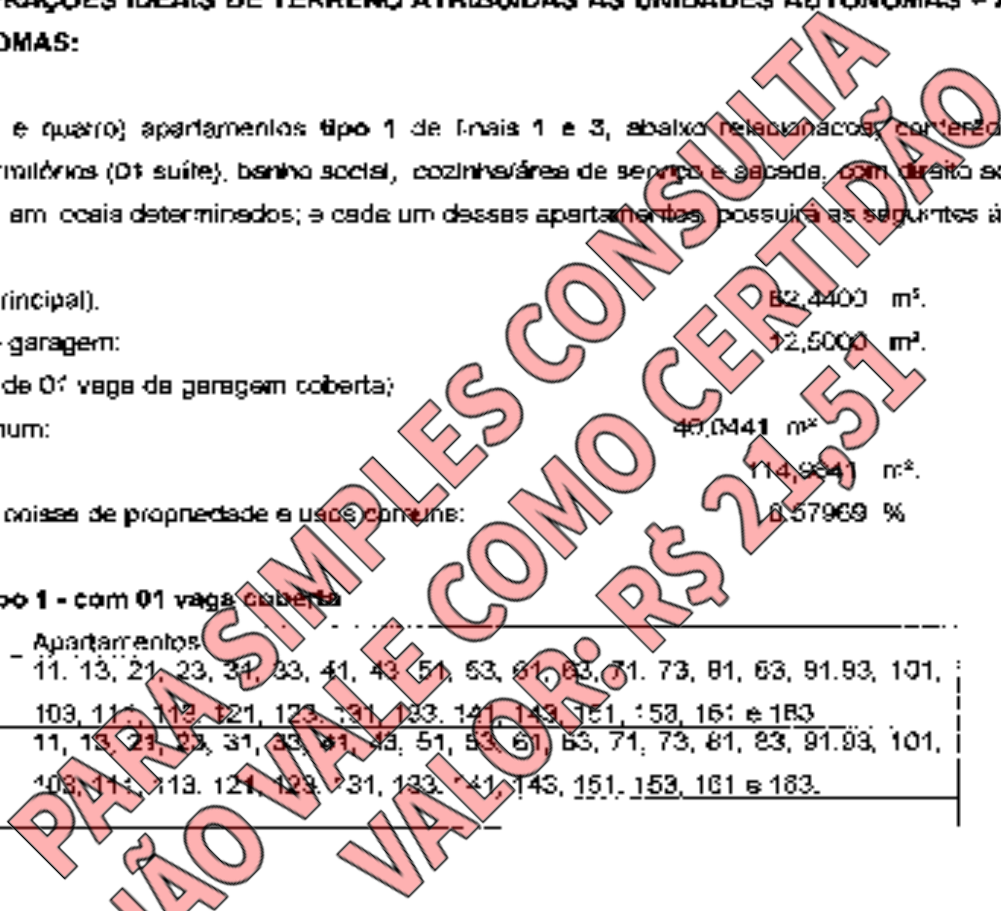 FRAÇÕES IDEAIS DE TERRENO ATRIBUÍDAS ÀS UNIDADES AUTÔNOMAS –
OMAS:
e quatro) apartamentos tipo 1 de finais 1 e 3, abaixo relacionados, conterão
rmitórios (01 suíte), banho social, cozinha/área de serviço e sacada, com direito
em locais determinados; e cada um desses apartamentos, possuirá as seguintes
rincipal). 62,4400 m².
garagem: 12,5000 m².
de 01 vaga de garagem coberta)
mum: 40,0441 m²
114,9841 m².
coisas de propriedade e usos comuns: 0,57969 %
po 1 - com 01 vaga coberta
Apartamentos
11. 13, 21, 23, 31, 33, 41, 43, 51, 53, 61, 63, 71. 73, 81, 83, 91.93, 101,
103, 111, 113, 121, 123. 131, 133. 141, 143, 151, 153, 161 e 163
11, 13, 21, 23, 31, 33, 41, 43, 51, 53, 61, 63, 71, 73, 81, 83, 91.93, 101,
103, 111, 113. 121, 123. 131, 133. 141, 143, 151. 153, 161 e 163.
PARA SIMPLES CONSULTA
NÃO VALE COMO CERTIDÃO
VALOR: R$ 21,51